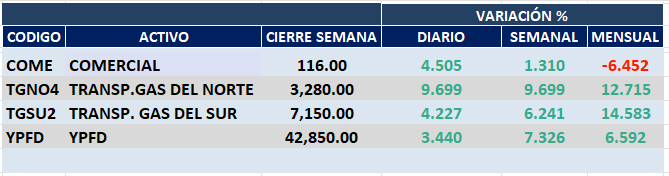 VARIACIÓN %
CODIGO ACTIVO CIERRE SEMANA DIARIO SEMANAL MENSUAL
COME COMERCIAL 116.00 4.505 1.310 -6.452
TGNO4 TRANSP.GAS DEL NORTE 3,280.00 9.699 9.699 12.715
TGSU2 TRANSP. GAS DEL SUR 7,150.00 4.227 6.241 14.583
YPFD YPFD 42,850.00 3.440 7.326 6.592